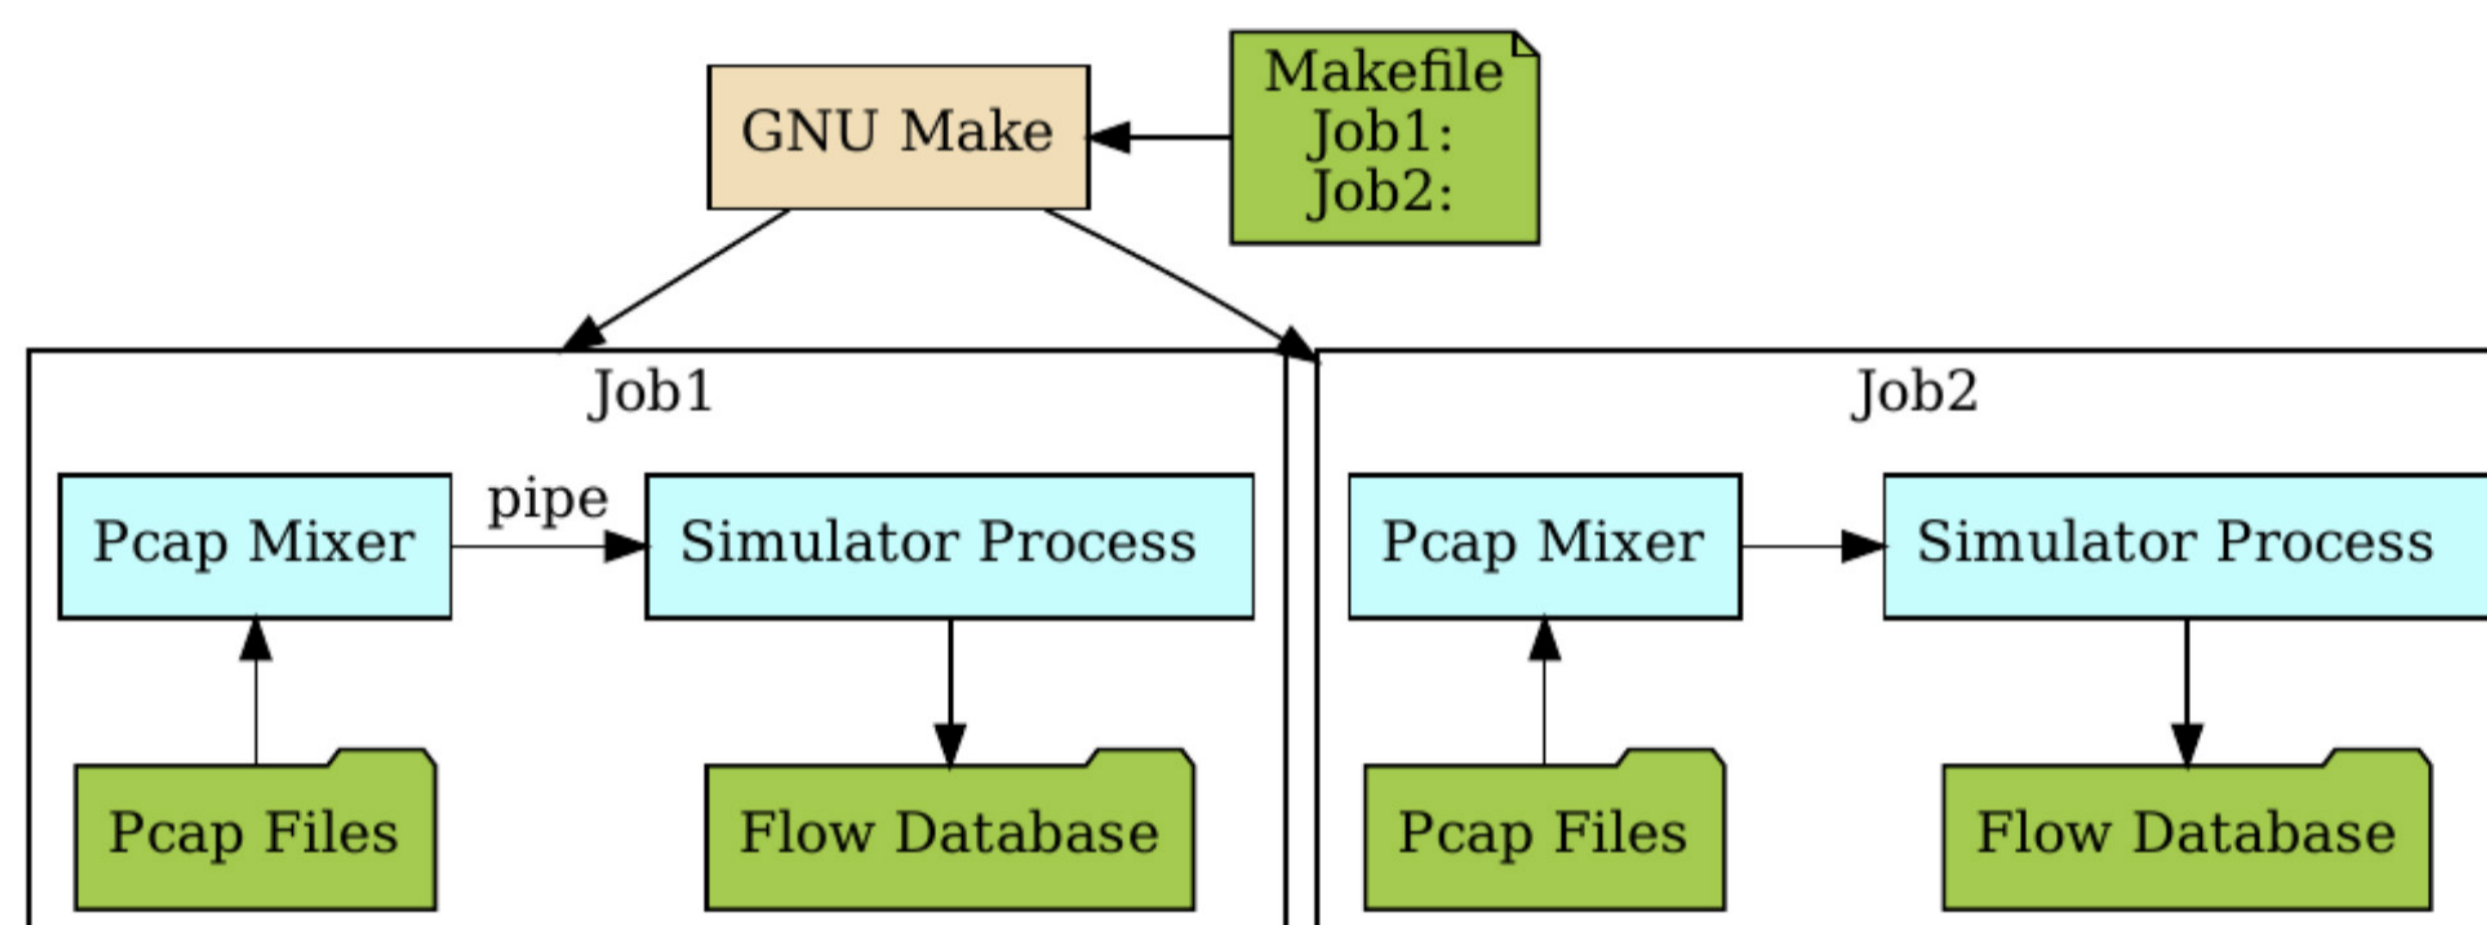 GNU Make
Makefile
Job1:
Job2:
Job1
Pcap Mixer
pipe
Simulator Process
Pcap Files
Flow Database
Job2
Pcap Mixer
Simulator Process
Pcap Files
Flow Database